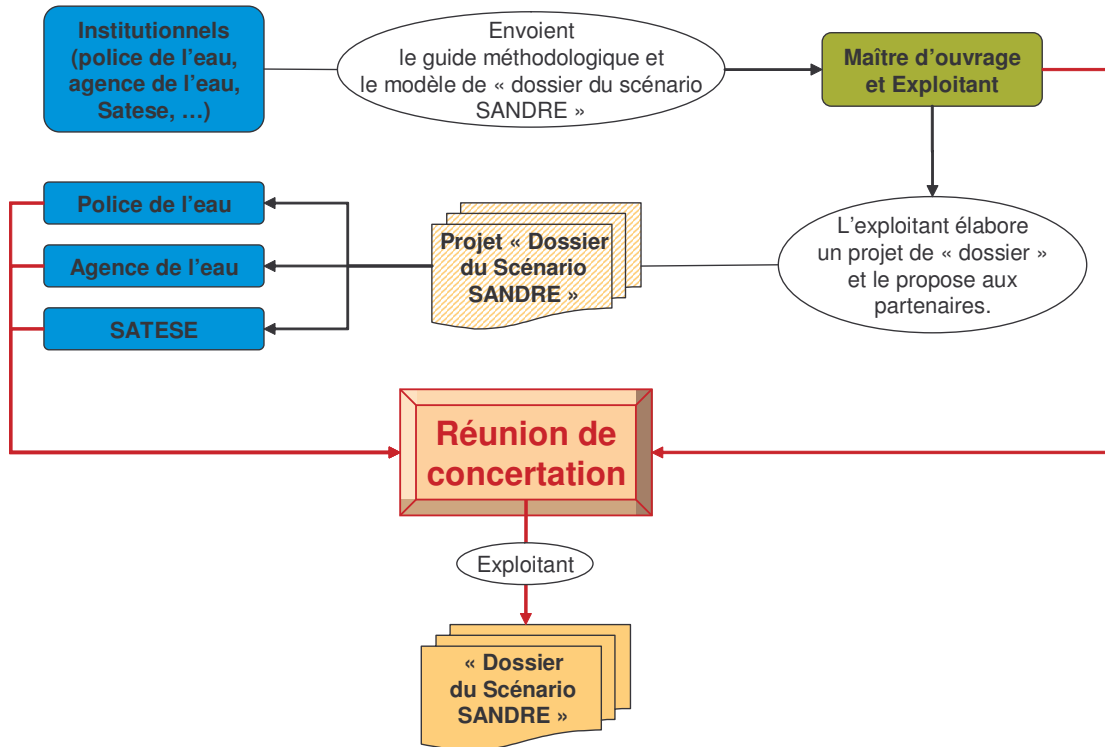 Institutionnels
(police de l'eau,
agence de l'eau,
Satese, …)
Envoient
le guide méthodologique et
le modèle de « dossier du scénario
SANDRE »
Maître d'ouvrage
et Exploitant
Police de l'eau
Agence de l'eau
SATESE
Projet « Dossier
du Scénario
SANDRE »
L'exploitant élabore
un projet de « dossier »
et le propose aux
partenaires.
Réunion de
concertation
Exploitant
« Dossier
du Scénario
SANDRE »